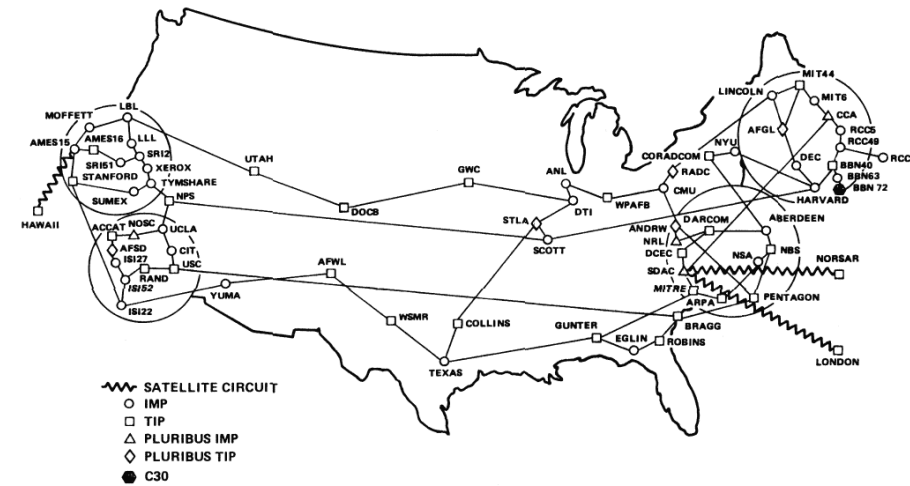 MIT44
LINCOLN
MIT6
CCA
LBL
MOFFETT
RCC5
RCC49
AMES15
AMES16
LLL
AFGL
SRI2
NYU
DEC
RCC
SRI51
XEROX
UTAH
GWC
CORADCOM
RADC
BBN40
BBN63
BBN 72
STANFORD
TYMSHARE
ANL
CMU
HARVARD
SUMEX
NPS
WPAFB
DOCB
DTI
HAWAII
STLA
DARCOM
ABERDEEN
ACCAT
NOSC
UCLA
SCOTT
ANDRW
NRL
AFSD
CIT
DCEC
NSA
NBS
ISI27
USC
AFWL
SDAC
NORSAR
RAND
ISI52
YUMA
MITRE
ARPA
PENTAGON
ISI22
WSMR
COLLINS
GUNTER
BRAGG
EGLIN
ROBINS
LONDON
TEXAS
SATELLITE CIRCUIT
IMP
TIP
PLURIBUS IMP
PLURIBUS TIP
C30